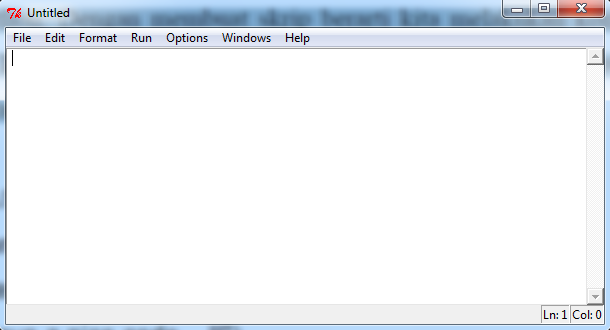 Untitled
File Edit Format Run Options Windows Help
Ln: 1 Col: 0